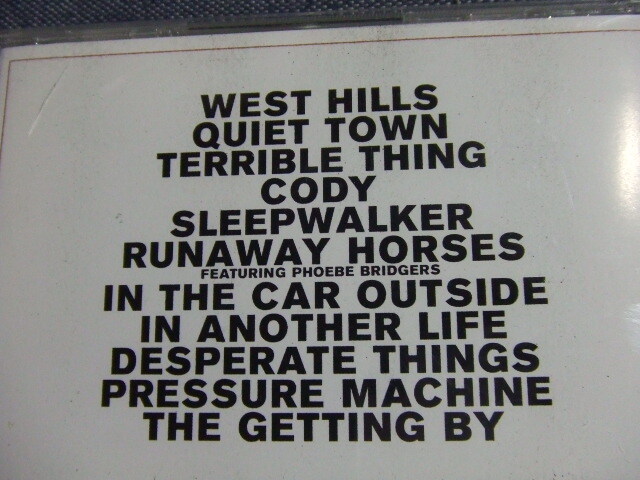 WEST HILLS
QUIET TOWN
TERRIBLE THING
CODY
SLEEPWALKER
RUNAWAY HORSES
FEATURING PHOEBE BRIDGERS
IN THE CAR OUTSIDE
IN ANOTHER LIFE
DESPERATE THINGS
PRESSURE MACHINE
THE GETTING BY